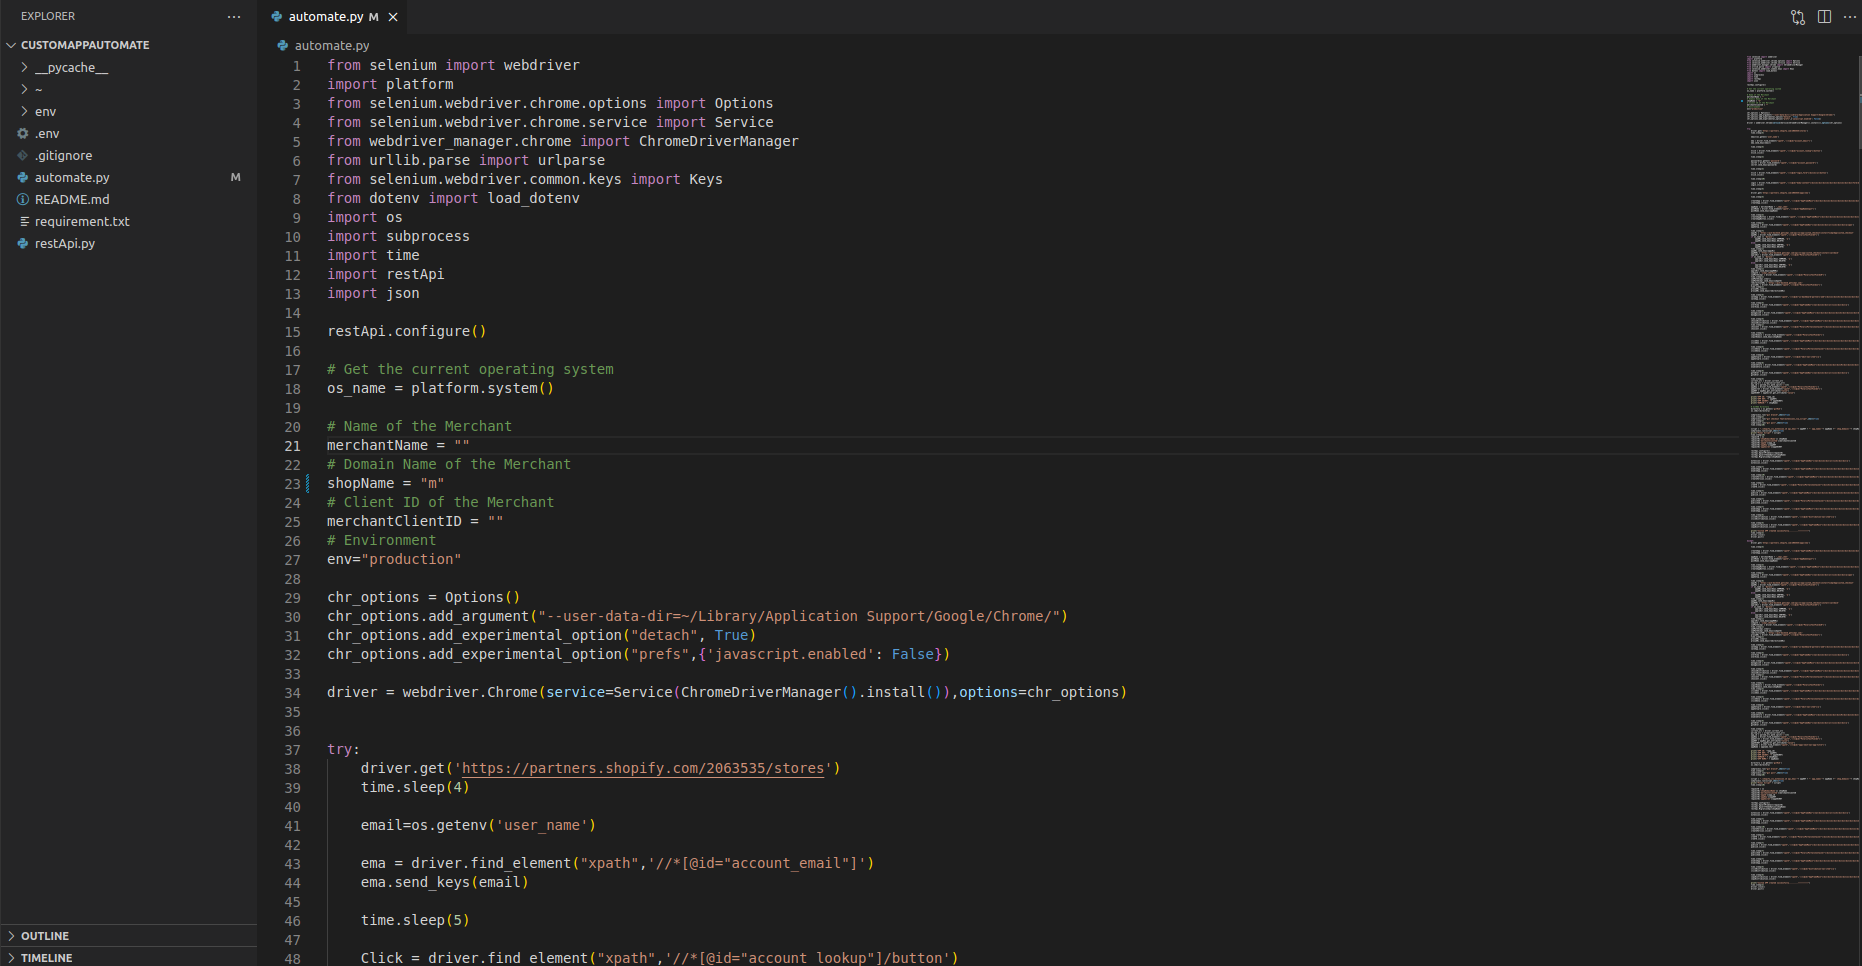 EXPLORER
CUSTOMAPPAUTOMATE
__pycache__
~
env
.env
.gitignore
automate.py M
README.md
requirement.txt
restApi.py
OUTLINE
TIMELINE
automate.py M
automate.py
1 from selenium import webdriver
2 import platform
3 from selenium.webdriver.chrome.options import Options
4 from selenium.webdriver.chrome.service import Service
5 from webdriver_manager.chrome import ChromeDriverManager
6 from urllib.parse import urlparse
7 from selenium.webdriver.common.keys import Keys
8 from dotenv import load_dotenv
9 import os
10 import subprocess
11 import time
12 import restApi
13 import json
14
15 restApi.configure()
16
17 # Get the current operating system
18 os_name = platform.system()
19
20 # Name of the Merchant
21 merchantName = ""
22 # Domain Name of the Merchant
23 shopName = "m"
24 # Client ID of the Merchant
25 merchantClientID = ""
26 # Environment
27 env="production"
28
29 chr_options = Options()
30 chr_options.add_argument("--user-data-dir=~/Library/Application Support/Google/Chrome/")
31 chr_options.add_experimental_option("detach", True)
32 chr_options.add_experimental_option("prefs",{'javascript.enabled': False})
33
34 driver = webdriver.Chrome(service=Service(ChromeDriverManager().install()),options=chr_options)
35
36
37 try:
38 driver.get('https://partners.shopify.com/2063535/stores')
39 time.sleep(4)
40
41 email=os.getenv('user_name')
42
43 ema = driver.find_element("xpath",'//*[@id="account_email"]')
44 ema.send_keys(email)
45
46 time.sleep(5)
47
48 Click = driver.find_element("xpath",'//*[@id="account_lookup"]/button')